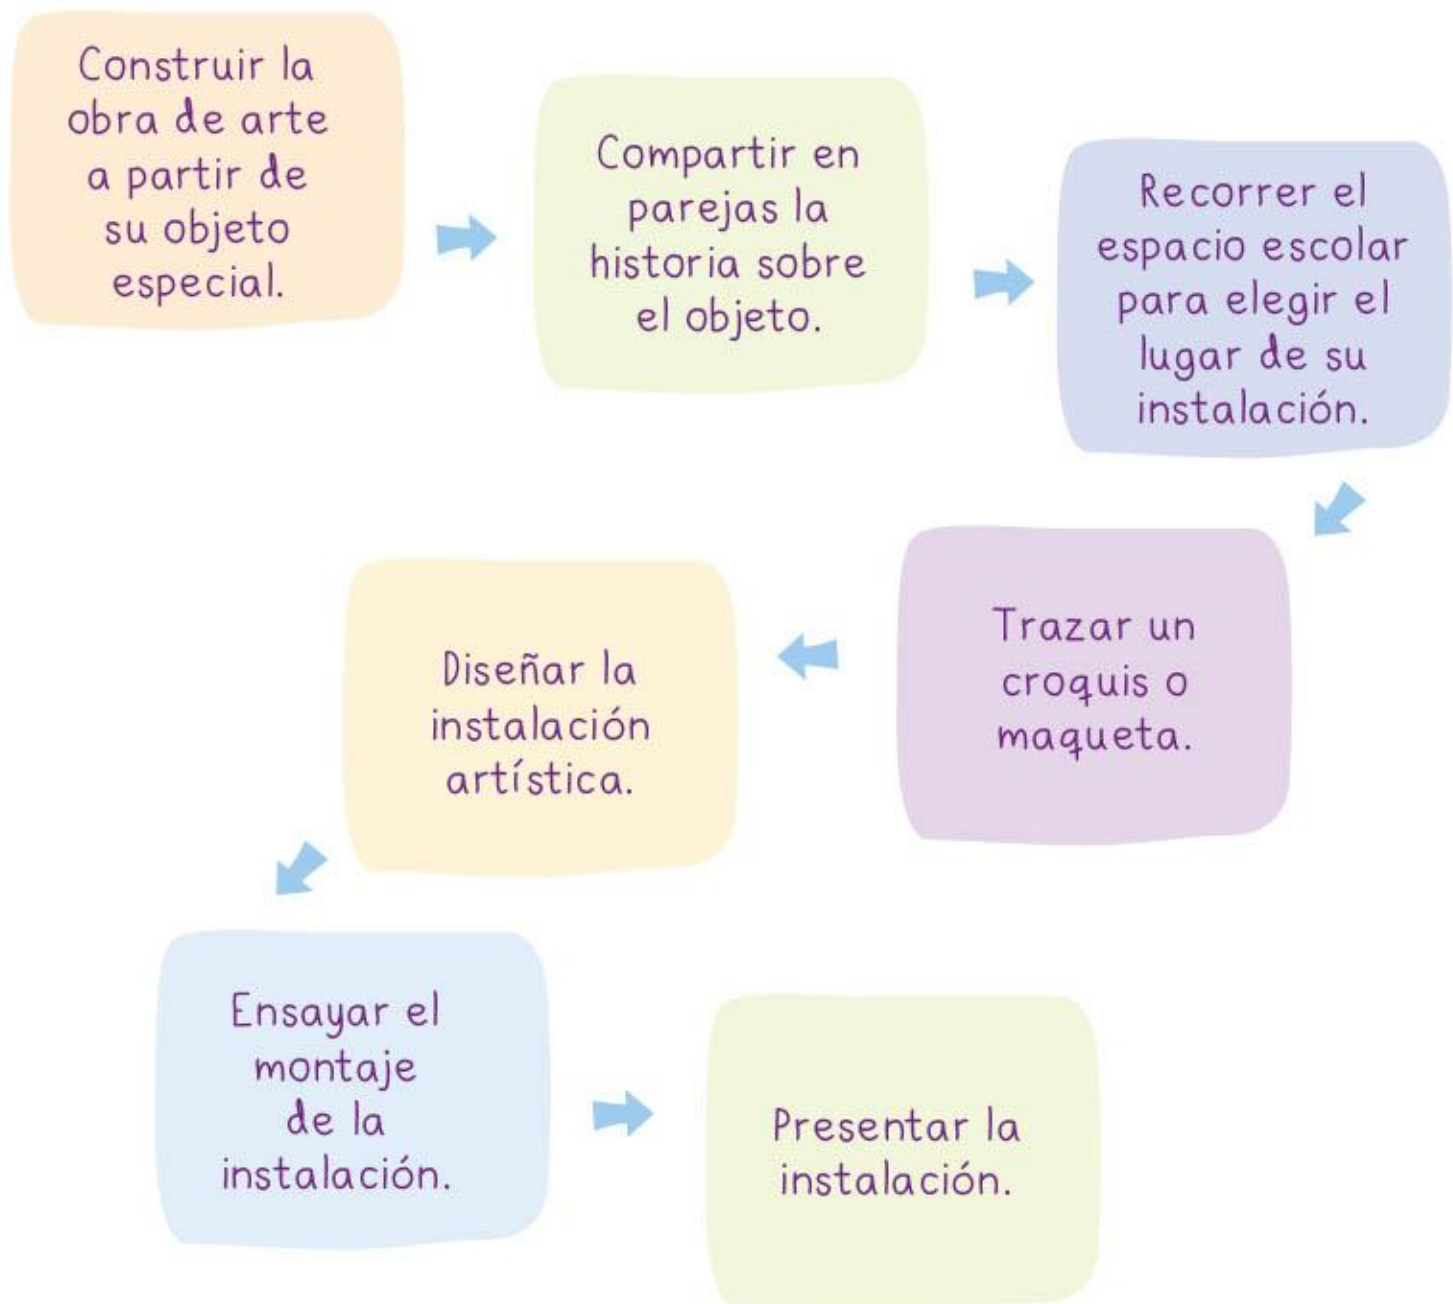 Construir la
obra de arte
a partir de
su objeto
especial.
Compartir en
parejas la
historia sobre
el objeto.
Recorrer el
espacio escolar
para elegir el
lugar de su
instalación.
Trazar un
croquis o
maqueta.
Diseñar la
instalación
artística.
Ensayar el
montaje
de la
instalación.
Presentar la
instalación.